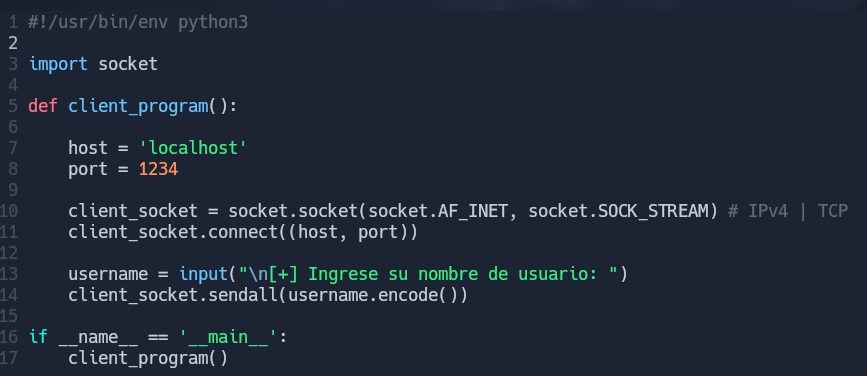 1 #!/usr/bin/env python3
2
3 import socket
4
5 def client_program():
6
7     host = 'localhost'
8     port = 1234
9
10     client_socket = socket.socket(socket.AF_INET, socket.SOCK_STREAM) # IPv4 | TCP
11     client_socket.connect((host, port))
12
13     username = input("\n[+] Ingrese su nombre de usuario: ")
14     client_socket.sendall(username.encode())
15
16 if __name__ == '__main__':
17     client_program()